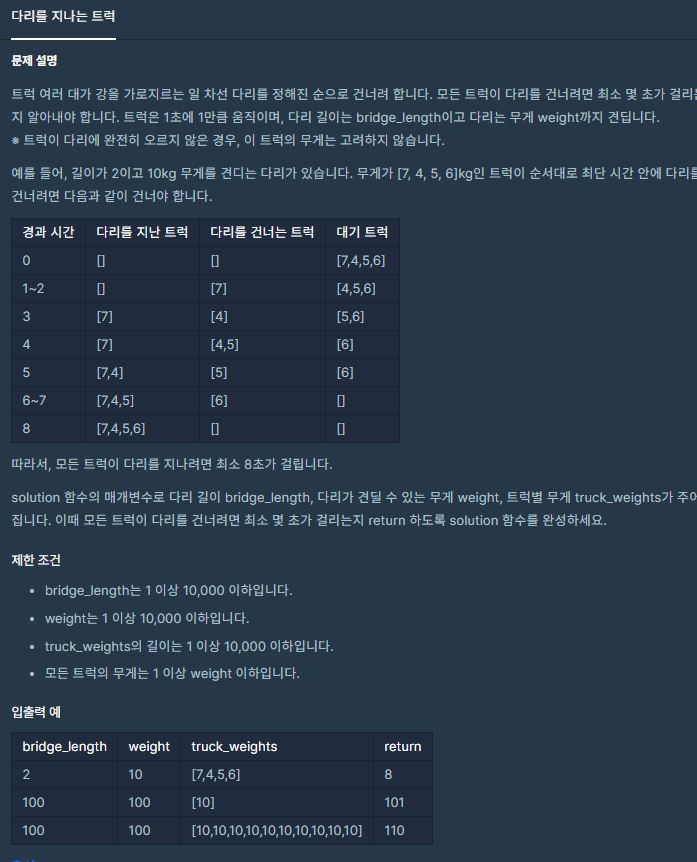 다리를 지나는 트럭
문제 설명
트럭 여러 대가 강을 가로지르는 일 차선 다리를 정해진 순으로 건너려 합니다. 모든 트럭이 다리를 건너려면 최소 몇 초가 걸리는
지 알아내야 합니다. 트럭은 1초에 1만큼 움직이며, 다리 길이는 bridge_length이고 다리는 무게 weight까지 견딥니다.
※ 트럭이 다리에 완전히 오르지 않은 경우, 이 트럭의 무게는 고려하지 않습니다.
예를 들어, 길이가 2이고 10kg 무게를 견디는 다리가 있습니다. 무게가 [7, 4, 5, 6]kg인 트럭이 순서대로 최단 시간 안에 다리를
건너려면 다음과 같이 건너야 합니다.
경과 시간 다리를 지난 트럭 다리를 건너는 트럭 대기 트럭
0 [] [] [7,4,5,6]
1~2 [] [7] [4,5,6]
3 [7] [4] [5,6]
4 [7] [4,5] [6]
5 [7,4] [5] [6]
6~7 [7,4,5] [6] []
8 [7,4,5,6] [] []
따라서, 모든 트럭이 다리를 지나려면 최소 8초가 걸립니다.
solution 함수의 매개변수로 다리 길이 bridge_length, 다리가 견딜 수 있는 무게 weight, 트럭별 무게 truck_weights가 주어
집니다. 이때 모든 트럭이 다리를 건너려면 최소 몇 초가 걸리는지 return 하도록 solution 함수를 완성하세요.
제한 조건
• bridge_length는 1 이상 10,000 이하입니다.
• weight는 1 이상 10,000 이하입니다.
• truck_weights의 길이는 1 이상 10,000 이하입니다.
• 모든 트럭의 무게는 1 이상 weight 이하입니다.
입출력 예
bridge_length weight truck_weights return
2 10 [7,4,5,6] 8
100 100 [10] 101
100 100 [10,10,10,10,10,10,10,10,10,10] 110